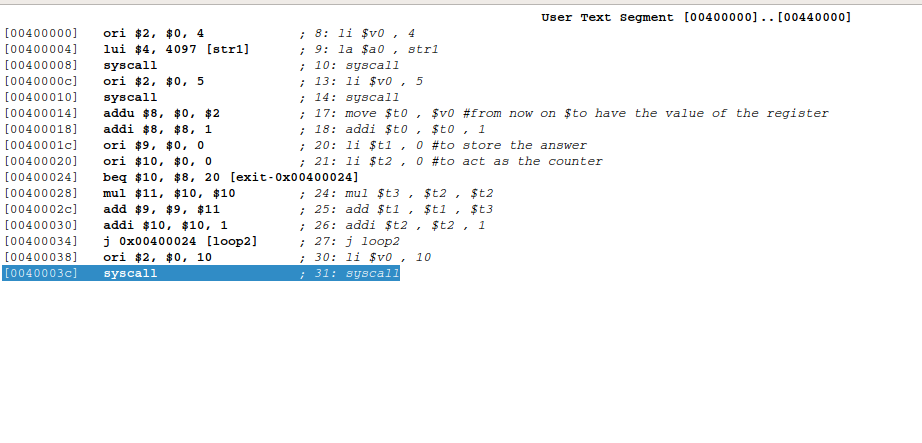 User Text Segment [00400000]..[00440000]
[00400000] ori $2, $0, 4 ; 8: li $v0 , 4
[00400004] lui $4, 4097 [str1] ; 9: la $a0 , str1
[00400008] syscall ; 10: syscall
[0040000c] ori $2, $0, 5 ; 13: li $v0 , 5
[00400010] syscall ; 14: syscall
[00400014] addu $8, $0, $2 ; 17: move $t0 , $v0 #from now on $to have the value of the register
[00400018] addi $8, $8, 1 ; 18: addi $t0 , $t0 , 1
[0040001c] ori $9, $0, 0 ; 20: li $t1 , 0 #to store the answer
[00400020] ori $10, $0, 0 ; 21: li $t2 , 0 #to act as the counter
[00400024] beq $10, $8, 20 [exit-0x00400024]
[00400028] mul $11, $10, $10 ; 24: mul $t3 , $t2 , $t2
[0040002c] add $9, $9, $11 ; 25: add $t1 , $t1 , $t3
[00400030] addi $10, $10, 1 ; 26: addi $t2 , $t2 , 1
[00400034] j 0x00400024 [loop2] ; 27: j loop2
[00400038] ori $2, $0, 10 ; 30: li $v0 , 10
[0040003c] syscall ; 31: syscall